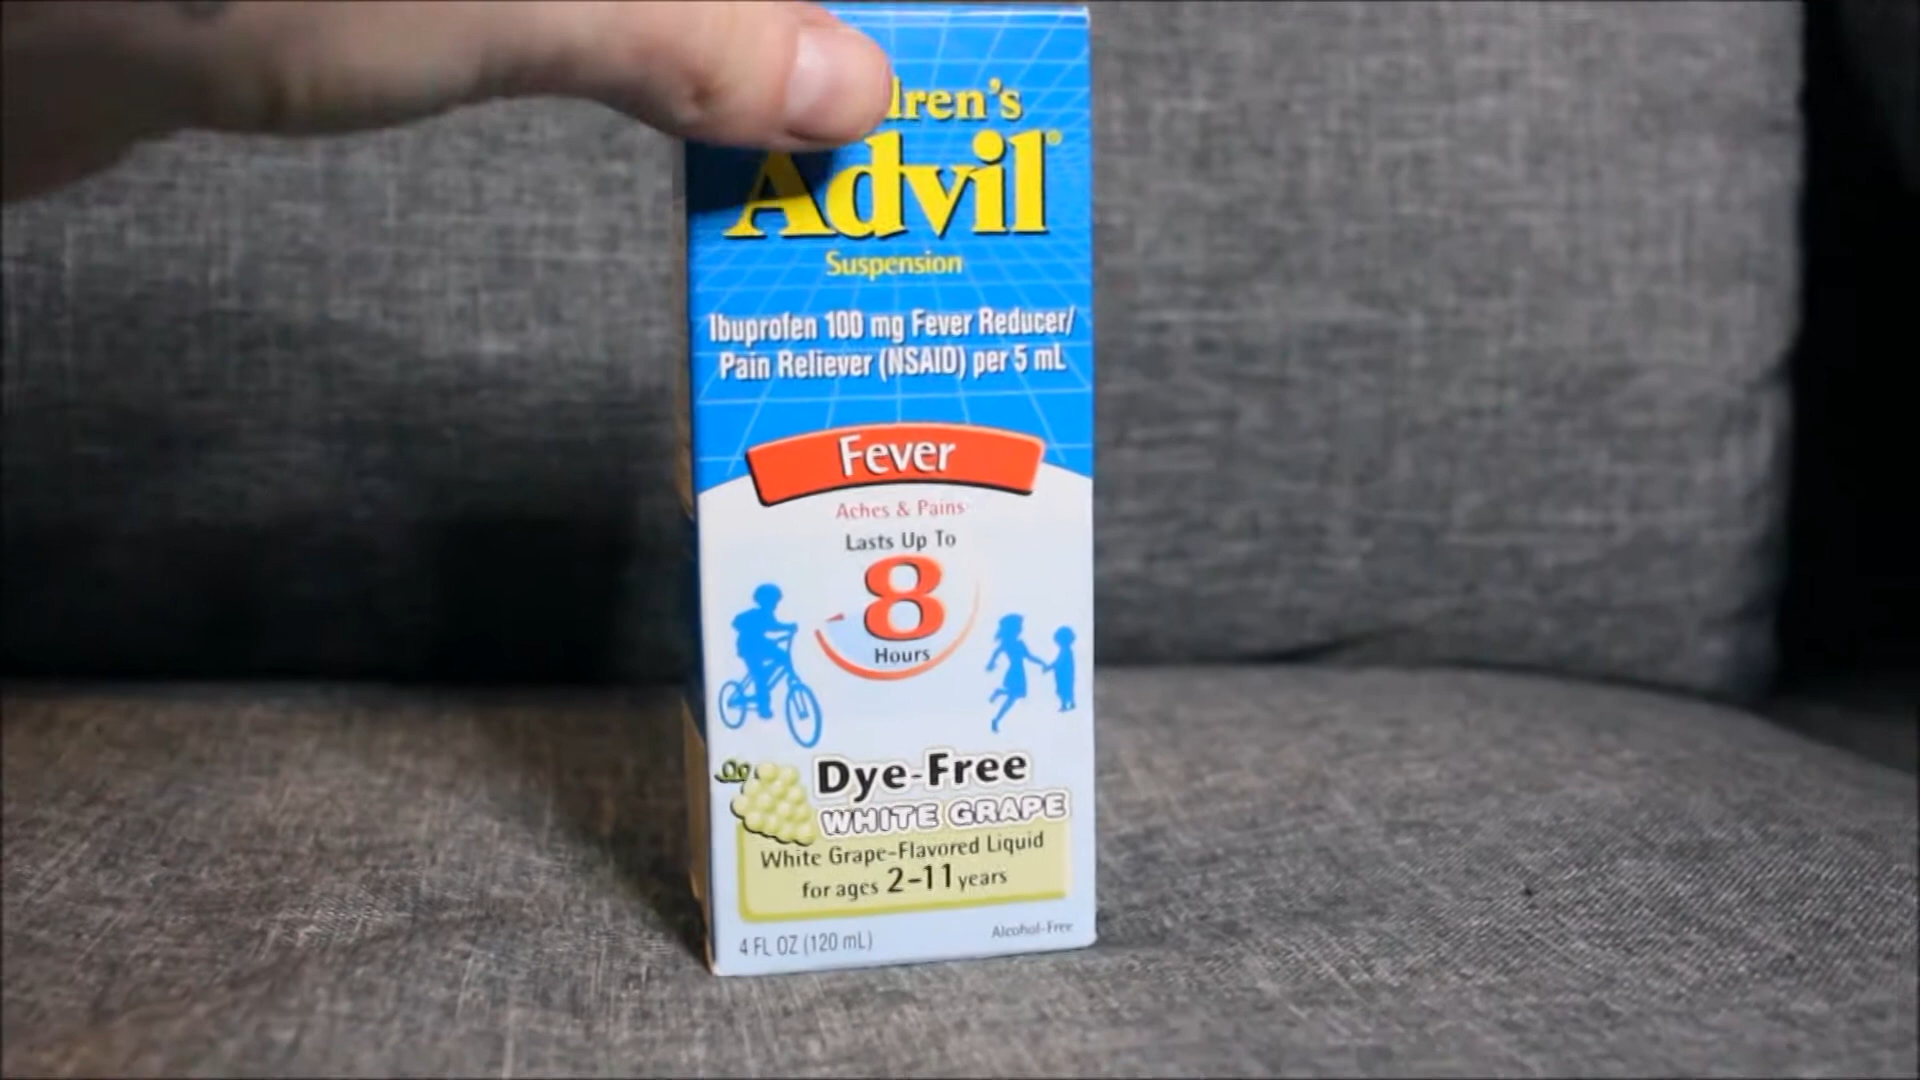 dren's
Advil®
Suspension
Ibuprofen 100 mg Fever Reducer/
Pain Reliever (NSAID) per 5 mL
Fever
Aches & Pains
Lasts Up To
8
Hours
Dye-Free
WHITE GRAPE
White Grape-Flavored Liquid
for ages 2-11 years
4 FL OZ (120 mL)
Alcohol-Free